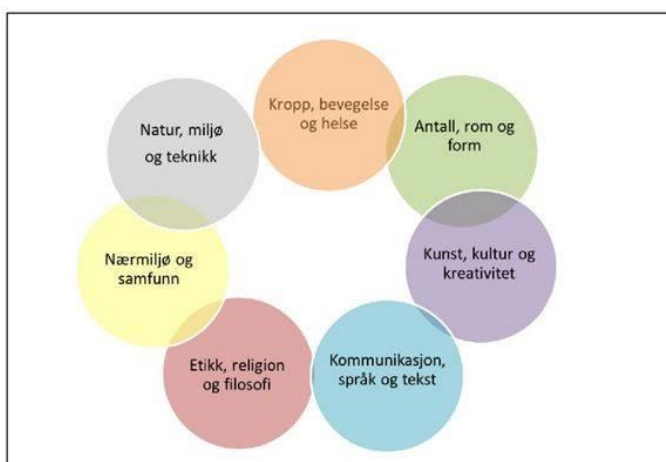 Kropp, bevegelse
og helse
Antall, rom og
form
Kunst, kultur og
kreativitet
Kommunikasjon,
språk og tekst
Etikk, religion
og filosofi
Nærmiljø og
samfunn
Natur, miljø
og teknikk